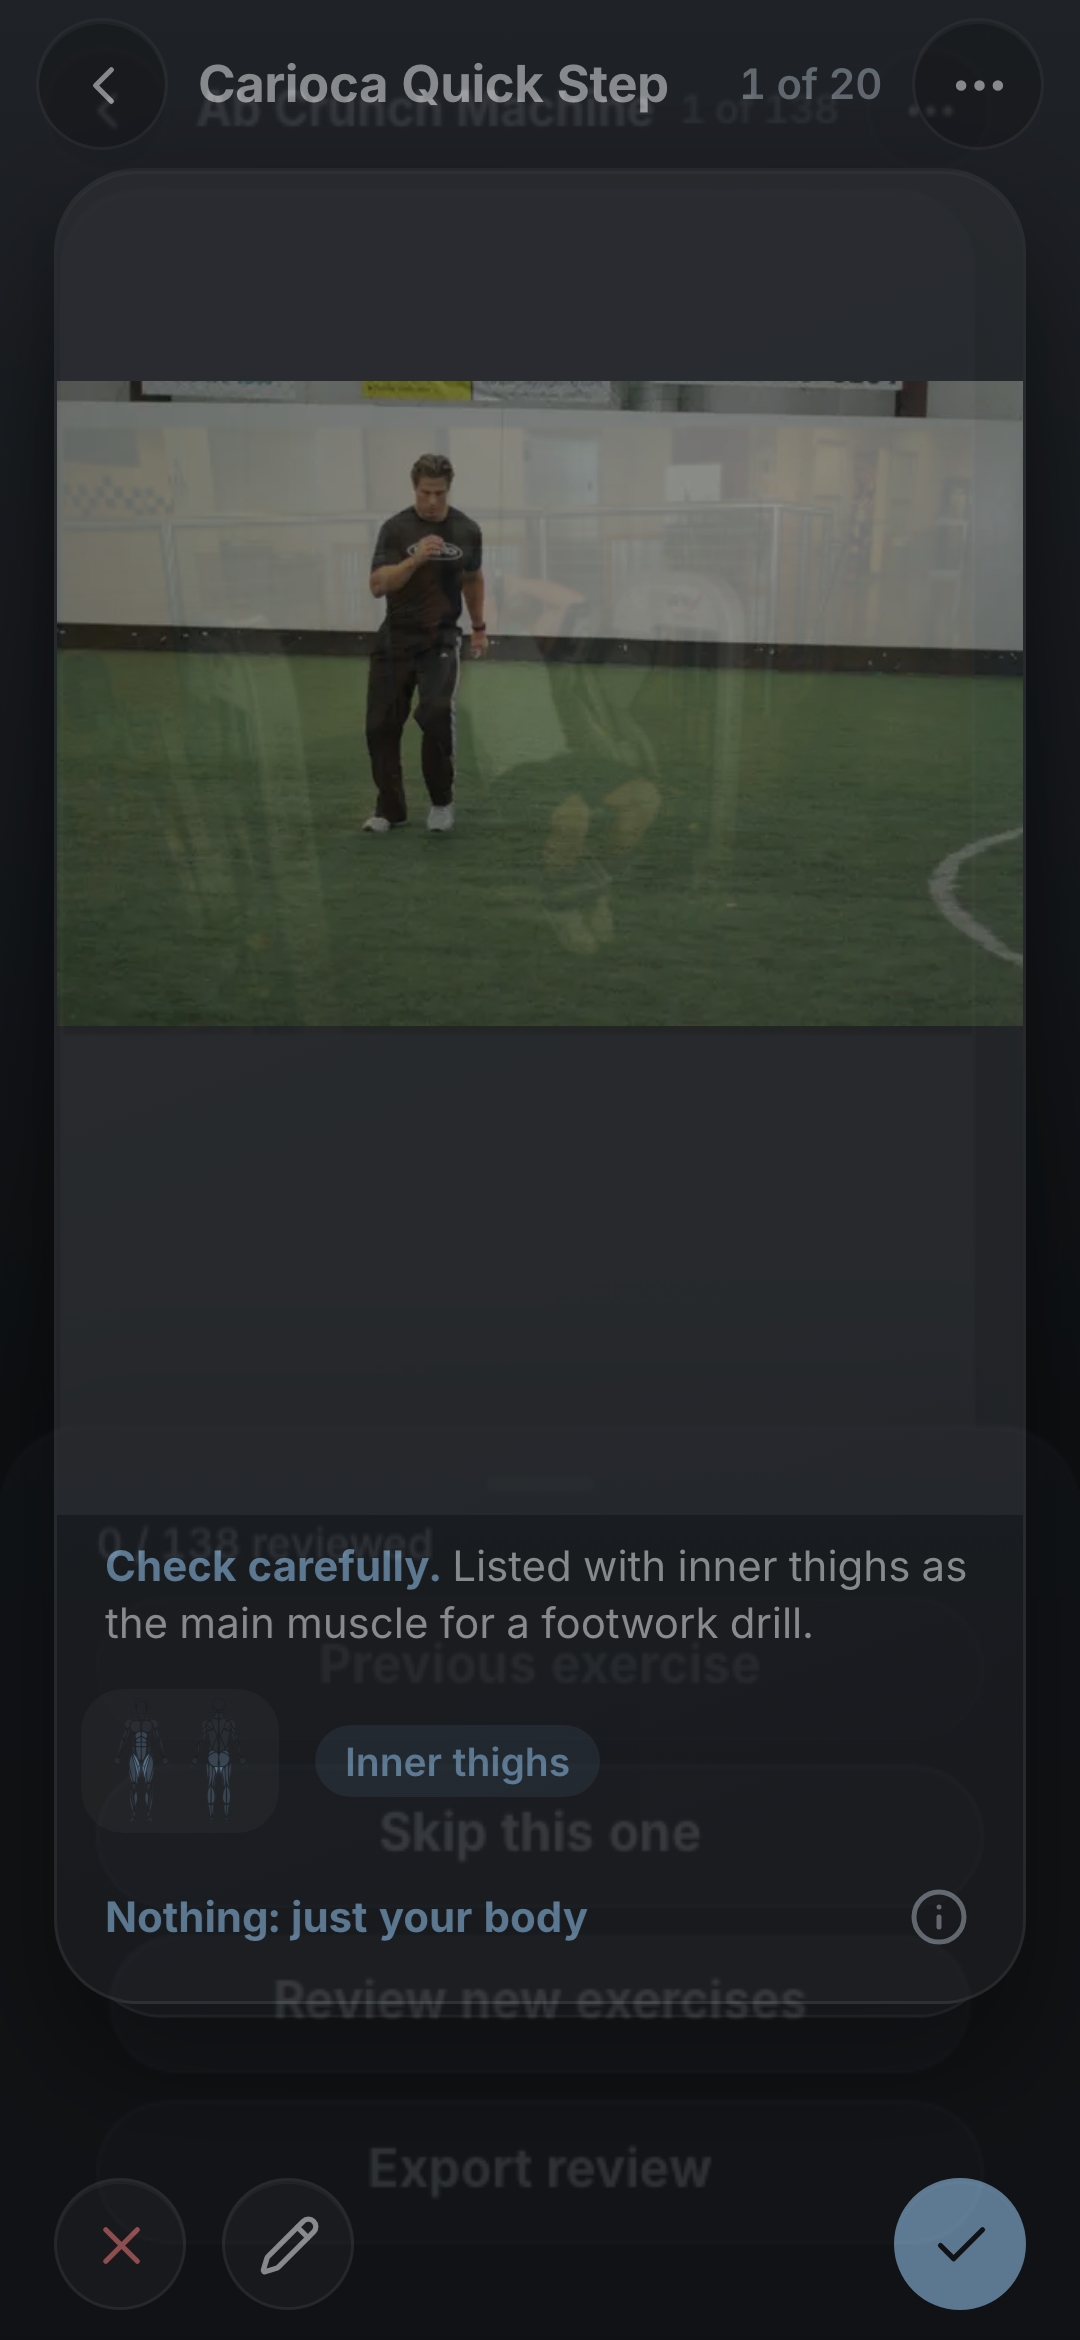 Carioca Quick Step
1 of 20
Ab Crunch Machine
1 of 138
0 / 138 reviewed
Check carefully. Listed with inner thighs as
the main muscle for a footwork drill.
Previous exercise
Inner thighs
Skip this one
Nothing: just your body
Review new exercises
Export review